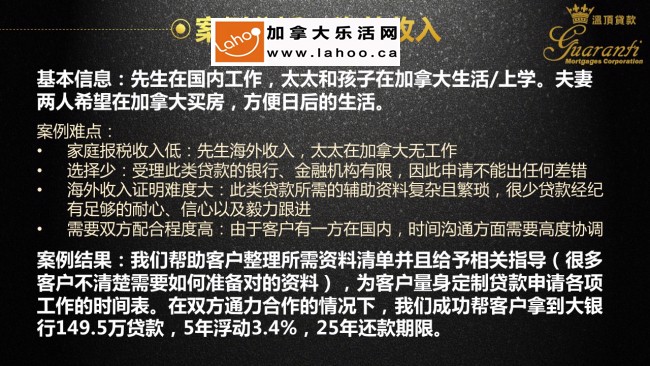 案
收入
Lahoo
加拿大乐活网
www.lahoo.ca
溫頂貸款
Guaranti
Mortgages Corporation
基本信息：先生在国内工作，太太和孩子在加拿大生活/上学。夫妻
两人希望在加拿大买房，方便日后的生活。
案例难点：
• 家庭报税收入低：先生海外收入，太太在加拿大无工作
• 选择少：受理此类贷款的银行、金融机构有限，因此申请不能出任何差错
• 海外收入证明难度大：此类贷款所需的辅助资料复杂且繁琐，很少贷款经纪
有足够的耐心、信心以及毅力跟进
• 需要双方配合程度高：由于客户有一方在国内，时间沟通方面需要高度协调
案例结果：我们帮助客户整理所需资料清单并且给予相关指导（很多
客户不清楚需要如何准备对的资料），为客户量身定制贷款申请各项
工作的时间表。在双方通力合作的情况下，我们成功帮客户拿到大银
行149.5万贷款，5年浮动3.4%，25年还款期限。